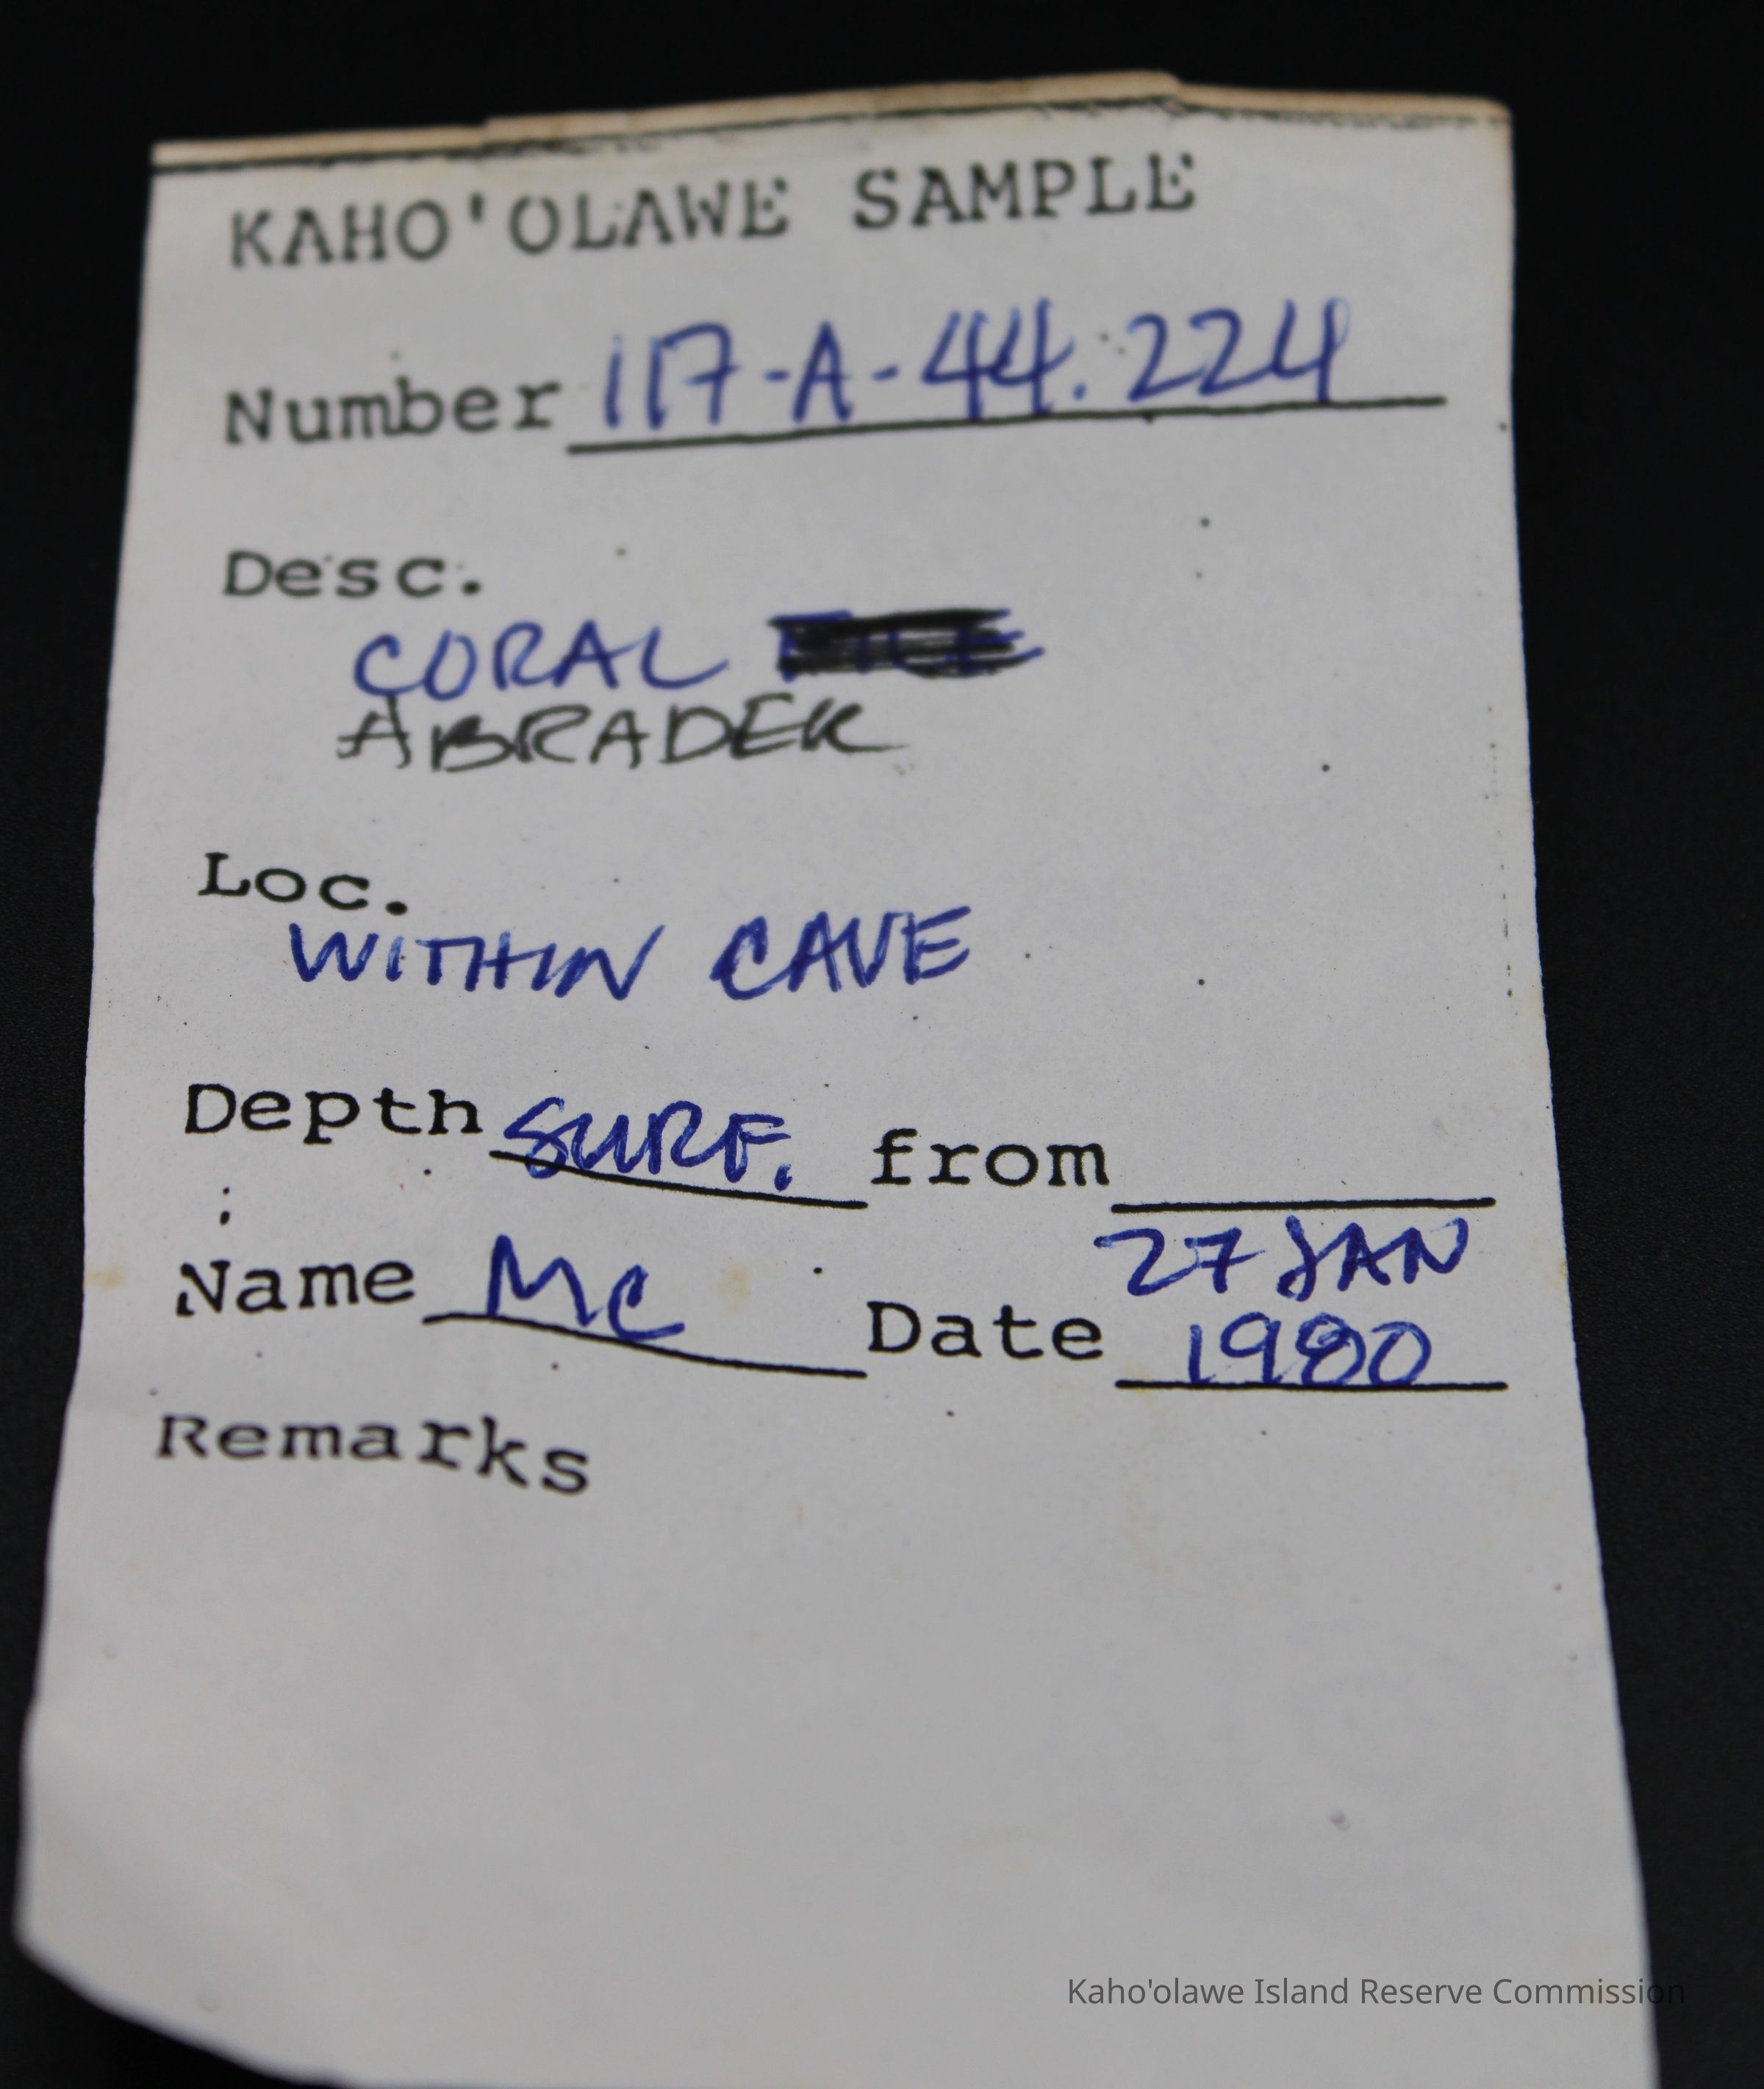 KAHO'OLAWE SAMPLE
Number 117-A-44.224
Desc.
CORAL
ABRADER
Loc.
WITHIN CAVE
Depth SURF. from
27 JAN
Name MC Date 1980
Remarks
Kaho'olawe Island Reserve Commission